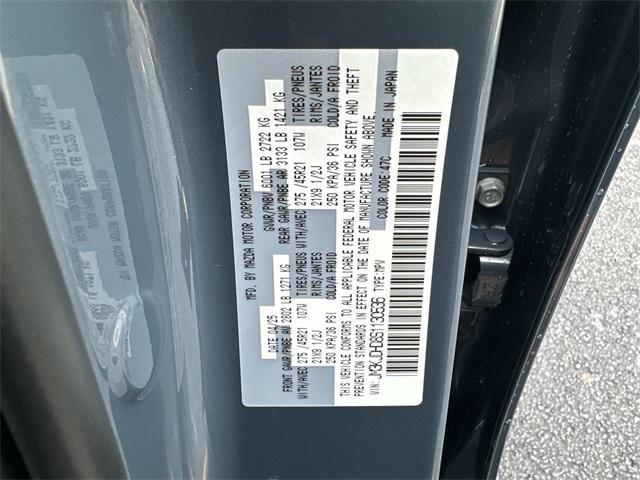 MFD. BY MAZDA MOTOR CORPORATION
DATE 04/25 GVWR/PNBV 6001 LB 2722 KG
FRONT GAWR/PNBE AV 2802 LB 1271 KG REAR GAWR/PNBE AR 3133 LB 1421 KG
WITH/AVEC TIRES/PNEUS WITH/AVEC TIRES/PNEUS
275 /45R21 107W RIMS/JANTES 275 /45R21 107W RIMS/JANTES
21X9 1/2J COLD/A FROID 21X9 1/2J COLD/A FROID
250 KPA/36 PSI 250 KPA/36 PSI
THIS VEHICLE CONFORMS TO ALL APPLICABLE FEDERAL MOTOR VEHICLE SAFETY AND THEFT
PREVENTION STANDARDS IN EFFECT ON THE DATE OF MANUFACTURE SHOWN ABOVE.
VIN: TYPE:MPV COLOR CODE:47C MADE IN JAPAN